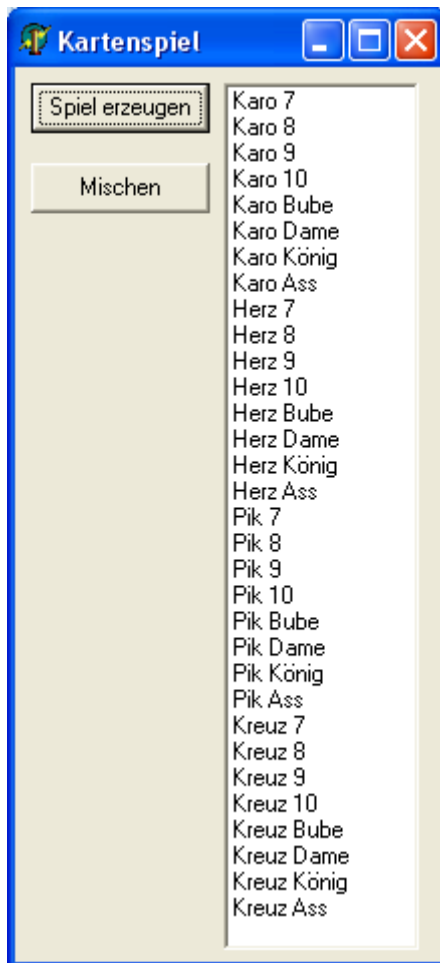 Kartenspiel
Spiel erzeugen
Mischen
Karo 7
Karo 8
Karo 9
Karo 10
Karo Bube
Karo Dame
Karo König
Karo Ass
Herz 7
Herz 8
Herz 9
Herz 10
Herz Bube
Herz Dame
Herz König
Herz Ass
Pik 7
Pik 8
Pik 9
Pik 10
Pik Bube
Pik Dame
Pik König
Pik Ass
Kreuz 7
Kreuz 8
Kreuz 9
Kreuz 10
Kreuz Bube
Kreuz Dame
Kreuz König
Kreuz Ass